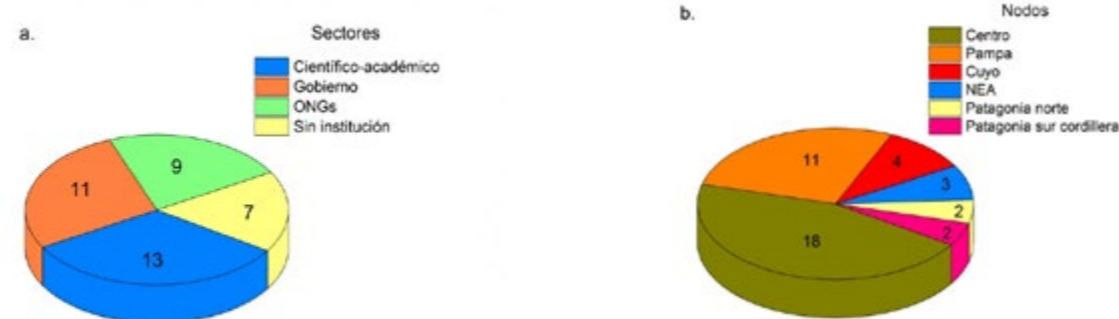 a.
Sectores
Científico-académico
Gobierno
ONGs
Sin institución
9
11
7
13
b.
Nodos
Centro
Pampa
Cuyo
NEA
Patagonia norte
Patagonia sur cordillera
11
4
3
2
2
18